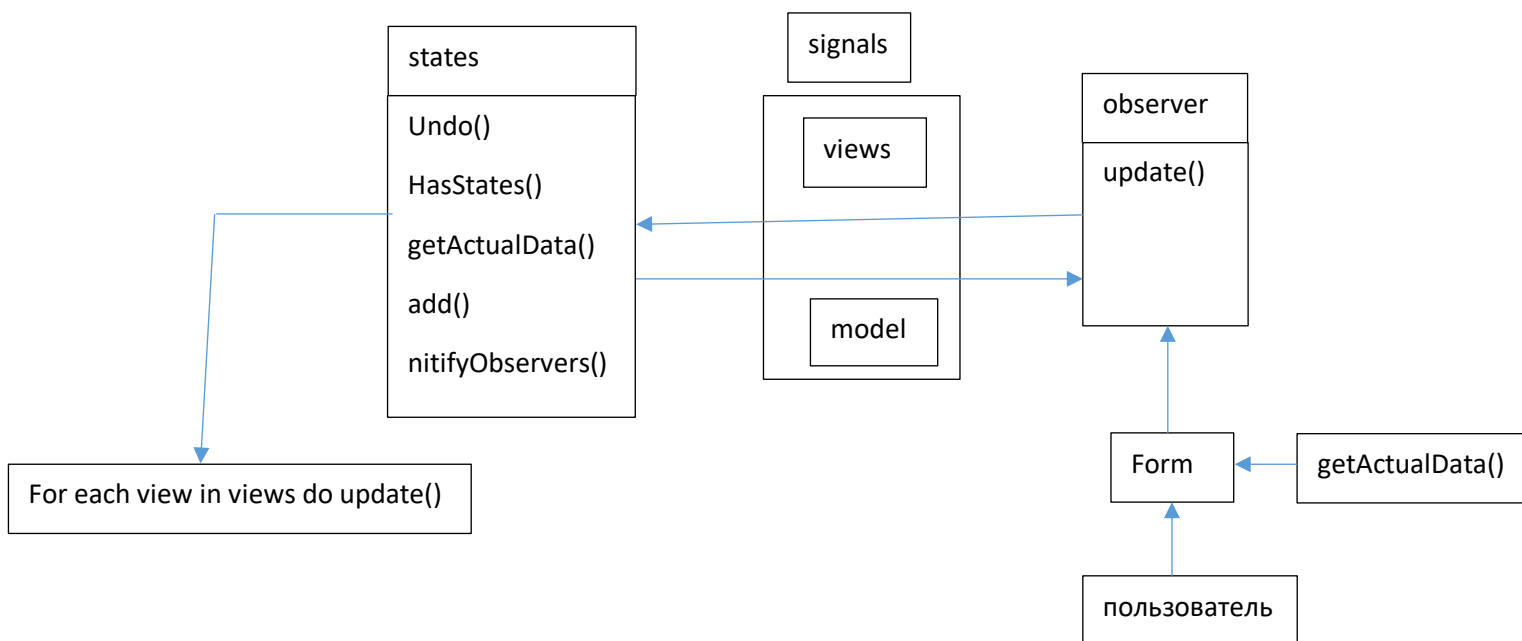 states
Undo()
HasStates()
getActualData()
add()
nitifyObservers()
signals
views
model
observer
update()
For each view in views do update()
Form
getActualData()
пользователь